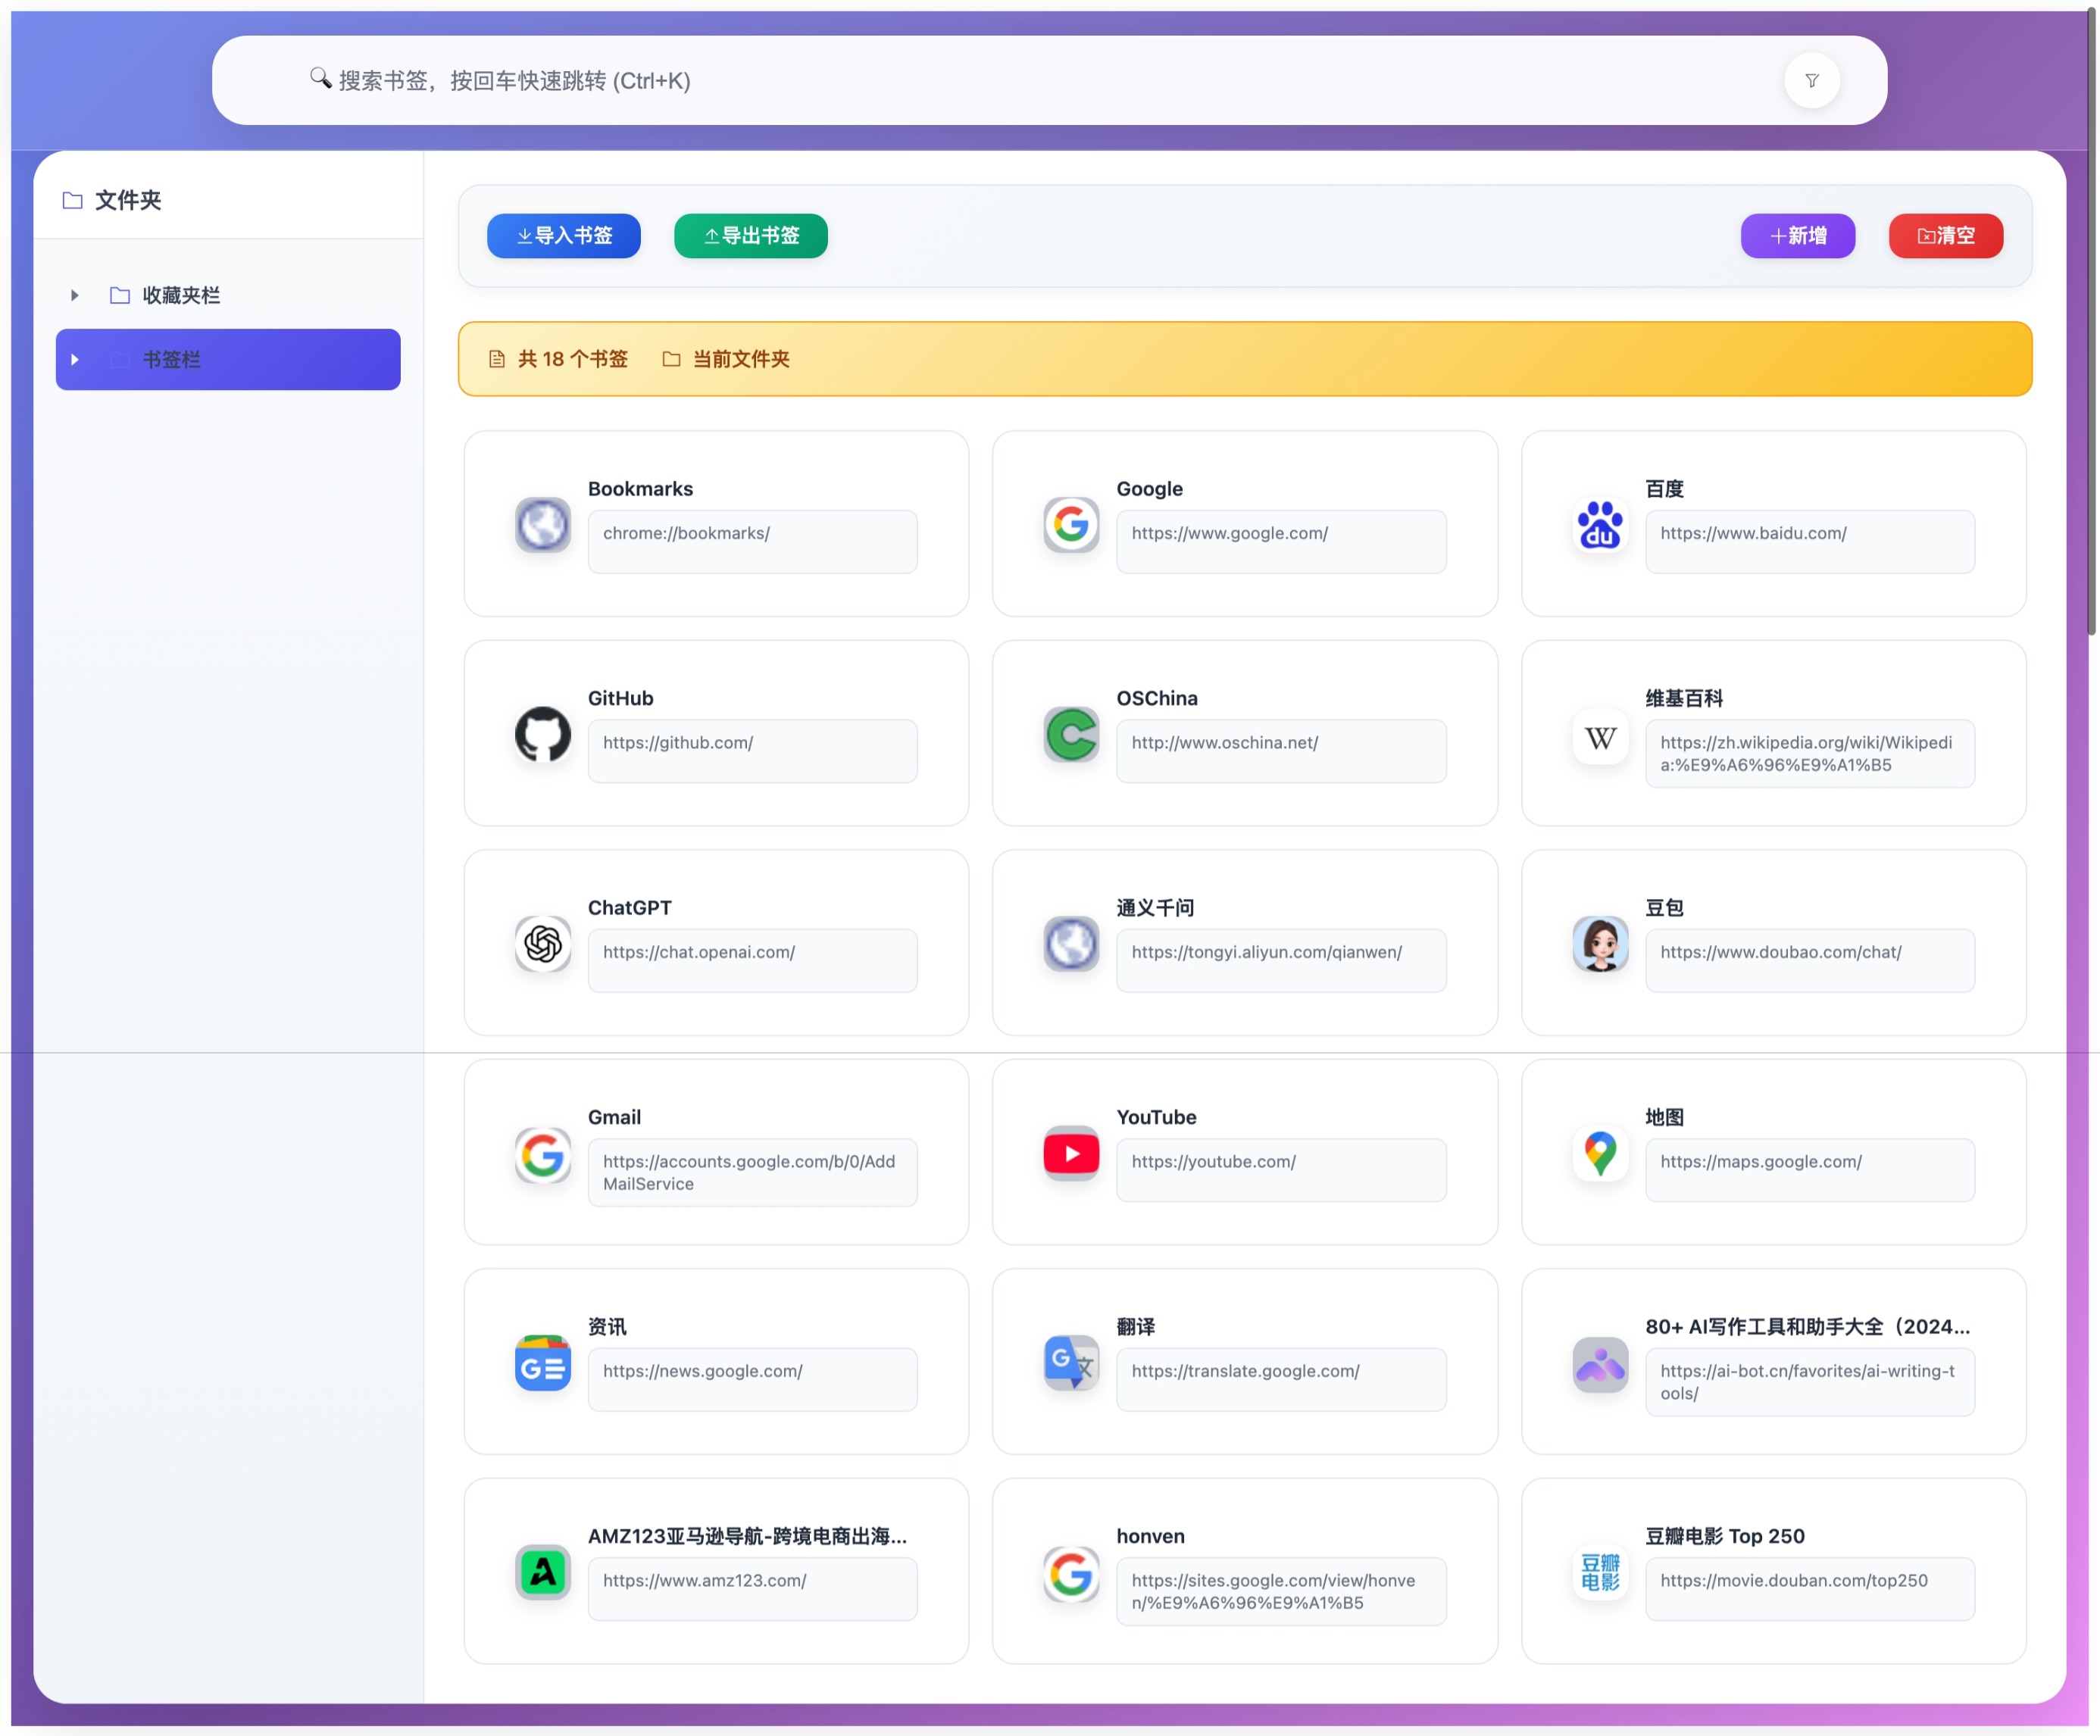 🔍 搜索书签，按回车快速跳转 (Ctrl+K)
文件夹
收藏夹栏
书签栏
导入书签
导出书签
新增
清空
共 18 个书签
当前文件夹
Bookmarks
chrome://bookmarks/
Google
https://www.google.com/
百度
du
https://www.baidu.com/
GitHub
https://github.com/
OSChina
http://www.oschina.net/
维基百科
W
https://zh.wikipedia.org/wiki/Wikipedi
a:%E9%A6%96%E9%A1%B5
ChatGPT
https://chat.openai.com/
通义千问
https://tongyi.aliyun.com/qianwen/
豆包
https://www.doubao.com/chat/
Gmail
https://accounts.google.com/b/0/Add
MailService
YouTube
https://youtube.com/
地图
https://maps.google.com/
资讯
https://news.google.com/
翻译
https://translate.google.com/
80+ AI写作工具和助手大全（2024...
https://ai-bot.cn/favorites/ai-writing-t
ools/
AMZ123亚马逊导航-跨境电商出海...
https://www.amz123.com/
honven
https://sites.google.com/view/honve
n/%E9%A6%96%E9%A1%B5
豆瓣电影 Top 250
豆瓣
电影
https://movie.douban.com/top250